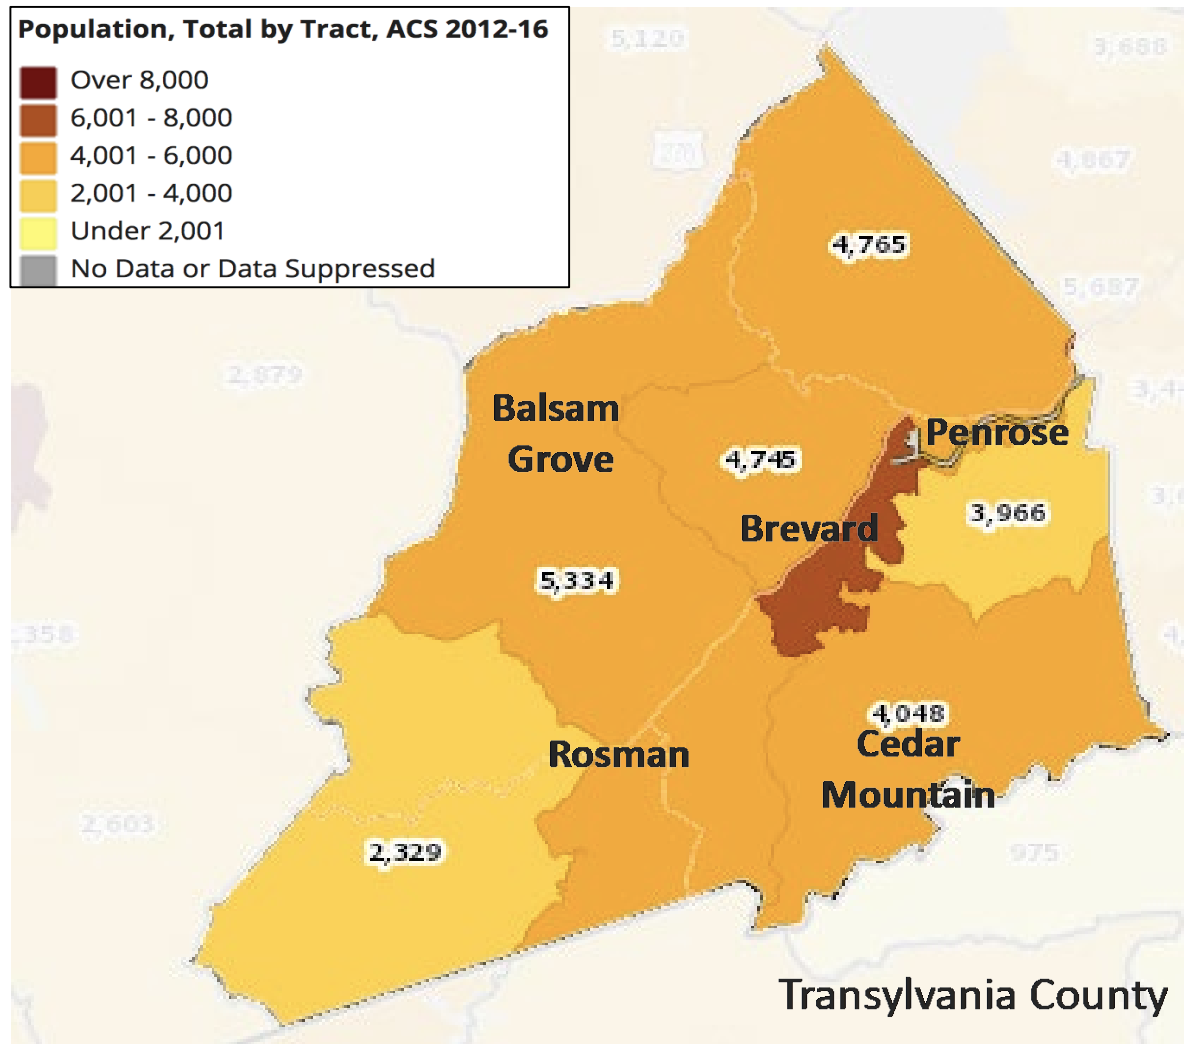 Population, Total by Tract, ACS 2012-16
Over 8,000
6,001 - 8,000
4,001 - 6,000
2,001 - 4,000
Under 2,001
No Data or Data Suppressed
5,120
3,688
276
4,867
4,765
5,687
2,879
Balsam
Grove
Penrose
4,745
3,966
Brevard
5,334
358
4,048
Cedar
Mountain
Rosman
2,603
2,329
975
Transylvania County